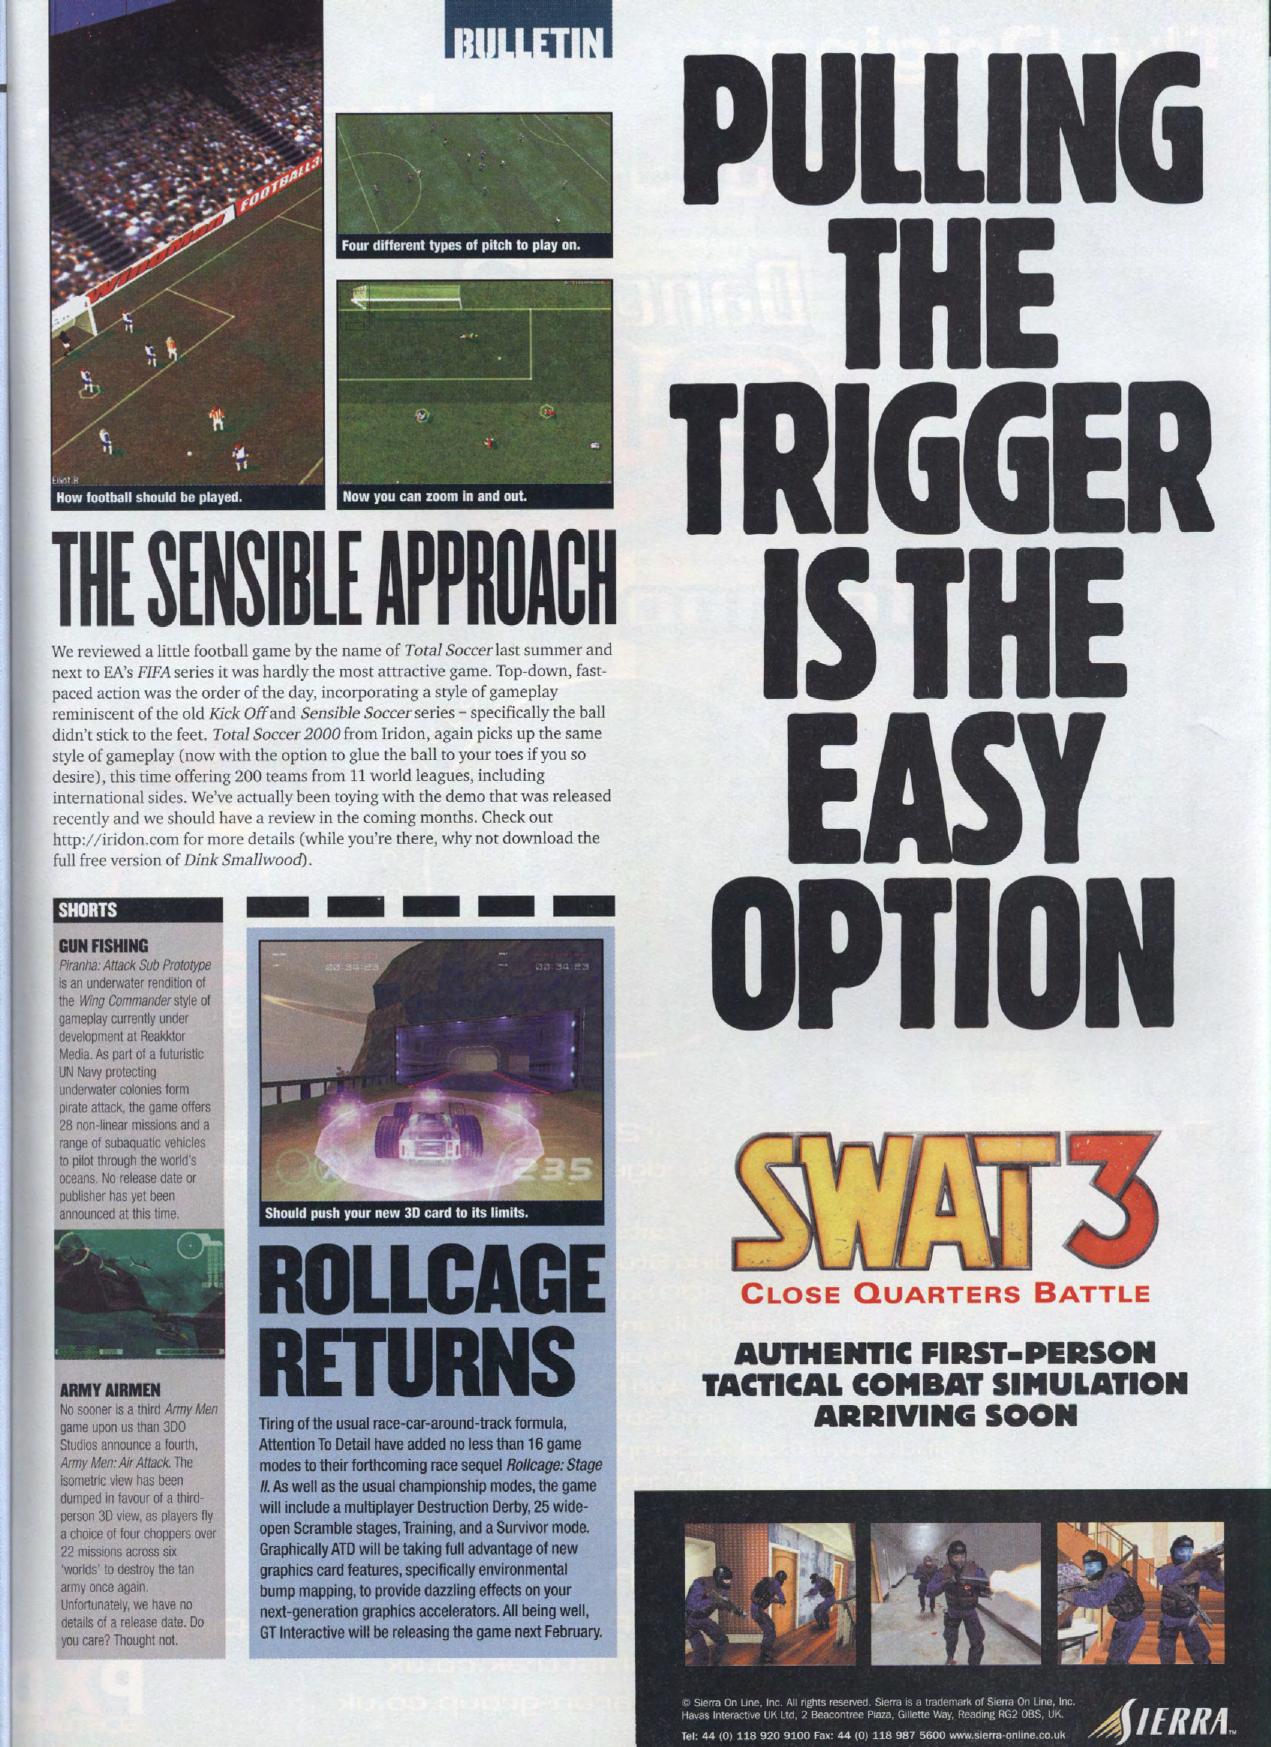 BULLETIN
FOOTBALL3
Elliot.R
How football should be played.
Four different types of pitch to play on.
Now you can zoom in and out.
THE SENSIBLE APPROACH
We reviewed a little football game by the name of Total Soccer last summer and
next to EA's FIFA series it was hardly the most attractive game. Top-down, fast-
paced action was the order of the day, incorporating a style of gameplay
reminiscent of the old Kick Off and Sensible Soccer series – specifically the ball
didn't stick to the feet. Total Soccer 2000 from Iridon, again picks up the same
style of gameplay (now with the option to glue the ball to your toes if you so
desire), this time offering 200 teams from 11 world leagues, including
international sides. We've actually been toying with the demo that was released
recently and we should have a review in the coming months. Check out
http://iridon.com for more details (while you're there, why not download the
full free version of Dink Smallwood).
SHORTS
GUN FISHING
Piranha: Attack Sub Prototype
is an underwater rendition of
the Wing Commander style of
gameplay currently under
development at Reakktor
Media. As part of a futuristic
UN Navy protecting
underwater colonies form
pirate attack, the game offers
28 non-linear missions and a
range of subaquatic vehicles
to pilot through the world's
oceans. No release date or
publisher has yet been
announced at this time.
ARMY AIRMEN
No sooner is a third Army Men
game upon us than 3DO
Studios announce a fourth,
Army Men: Air Attack. The
isometric view has been
dumped in favour of a third-
person 3D view, as players fly
a choice of four choppers over
22 missions across six
'worlds' to destroy the tan
army once again.
Unfortunately, we have no
details of a release date. Do
you care? Thought not.
00:34:23
00:34:23
235
Should push your new 3D card to its limits.
ROLLCAGE
RETURNS
Tiring of the usual race-car-around-track formula,
Attention To Detail have added no less than 16 game
modes to their forthcoming race sequel Rollcage: Stage
II. As well as the usual championship modes, the game
will include a multiplayer Destruction Derby, 25 wide-
open Scramble stages, Training, and a Survivor mode.
Graphically ATD will be taking full advantage of new
graphics card features, specifically environmental
bump mapping, to provide dazzling effects on your
next-generation graphics accelerators. All being well,
GT Interactive will be releasing the game next February.
PULLING
THE
TRIGGER
IS THE
EASY
OPTION
SWAT 3
CLOSE QUARTERS BATTLE
AUTHENTIC FIRST-PERSON
TACTICAL COMBAT SIMULATION
ARRIVING SOON
© Sierra On Line, Inc. All rights reserved. Sierra is a trademark of Sierra On Line, Inc.
Havas Interactive UK Ltd, 2 Beacontree Plaza, Gillette Way, Reading RG2 0BS, UK.
Tel: 44 (0) 118 920 9100 Fax: 44 (0) 118 987 5600 www.sierra-online.co.uk
SIERRA™